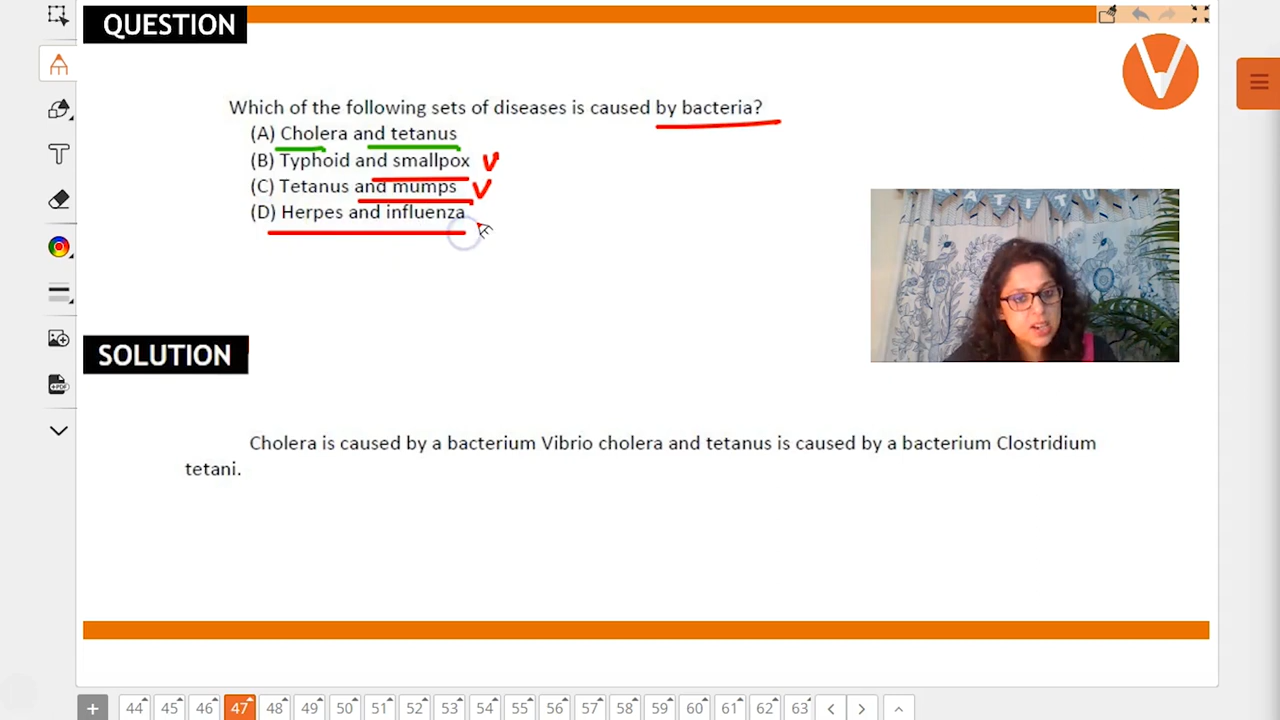 QUESTION
Which of the following sets of diseases is caused by bacteria?
(A) Cholera and tetanus
(B) Typhoid and smallpox V
(C) Tetanus and mumps V
(D) Herpes and influenza
SOLUTION
Cholera is caused by a bacterium Vibrio cholera and tetanus is caused by a bacterium Clostridium
tetani.
44 45 46 47 48 49 50 51 52 53 54 55 56 57 58 59 60 61 62 63